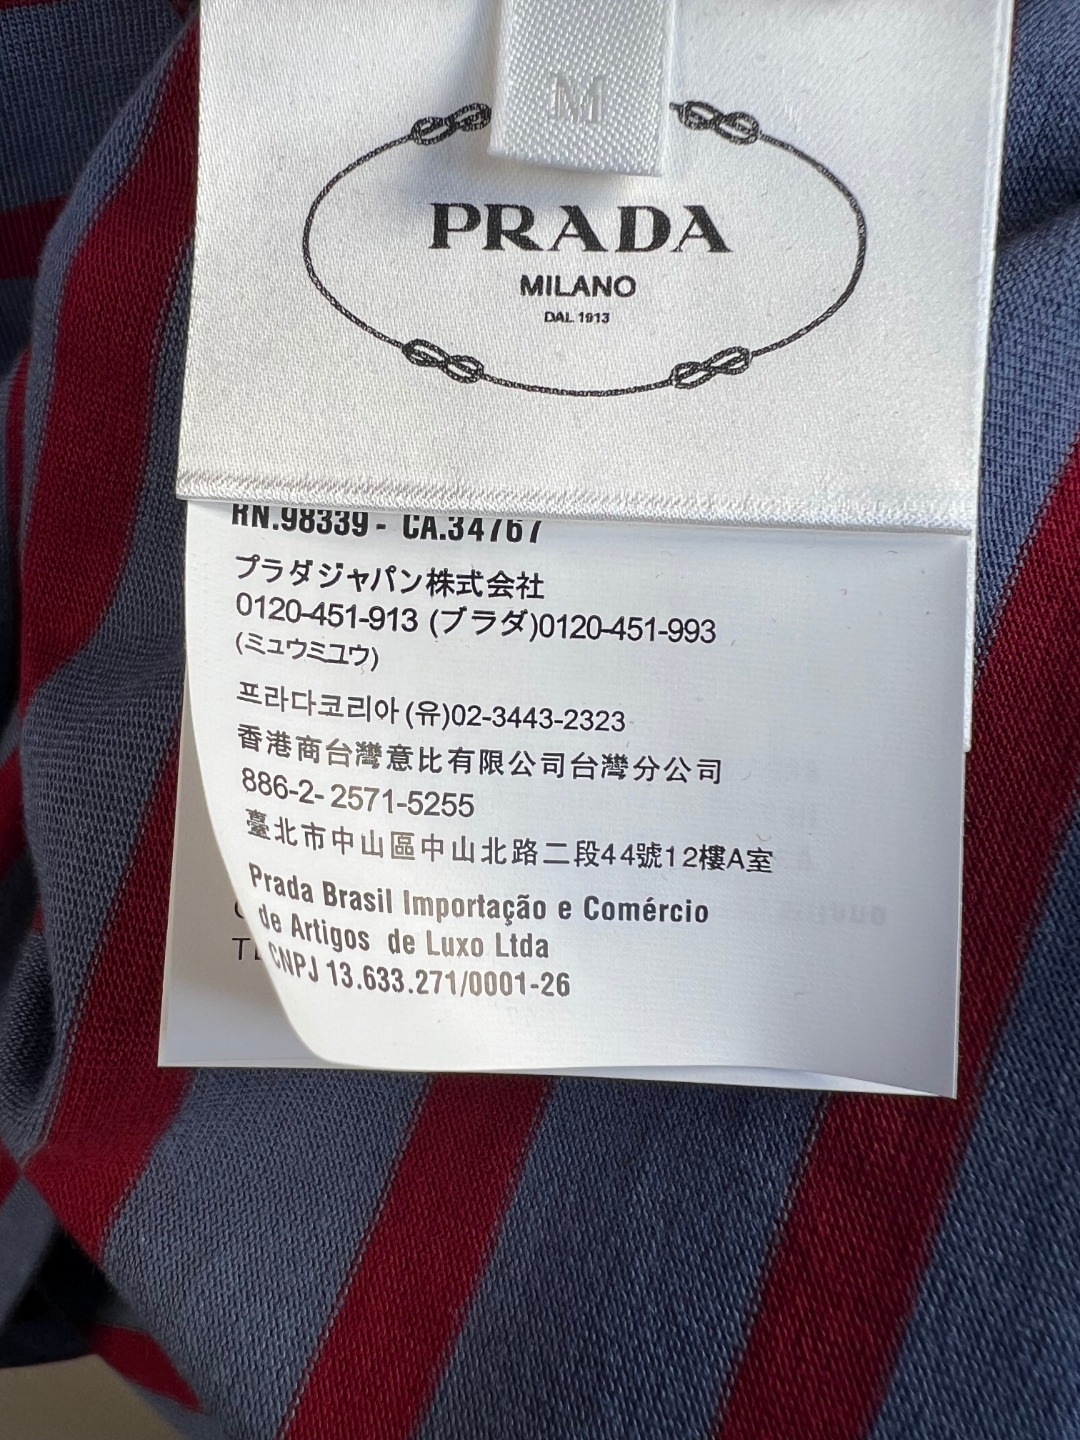 M
PRADA
MILANO
DAL 1913
RN.98339 - CA.34767
プラダジャパン株式会社
0120-451-913 (プラダ)0120-451-993
(ミュウミュウ)
프라다코리아(유)02-3443-2323
香港商台灣意比有限公司台灣分公司
886-2- 2571-5255
臺北市中山區中山北路二段44號12樓A室
Prada Brasil Importação e Comércio
de Artigos de Luxo Ltda
CNPJ 13.633.271/0001-26